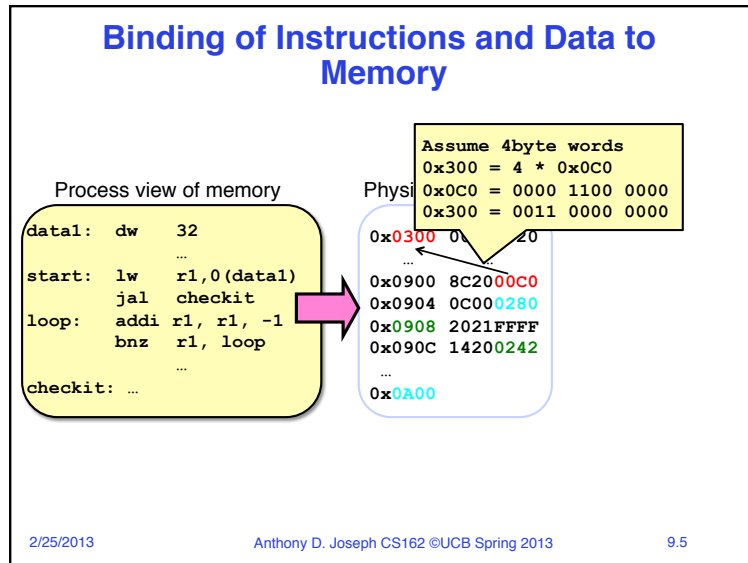 Binding of Instructions and Data to
Memory
Assume 4byte words
0x300 = 4 * 0x0C0
0x0C0 = 0000 1100 0000
0x300 = 0011 0000 0000
Process view of memory
data1: dw 32
…
start: lw r1,0(data1)
jal checkit
loop: addi r1, r1, -1
bnz r1, loop
…
checkit: …
0x0300 20
… …
0x0900 8C2000C0
0x0904 0C000280
0x0908 2021FFFF
0x090C 14200242
…
0x0A00
2/25/2013
Anthony D. Joseph CS162 ©UCB Spring 2013
9.5